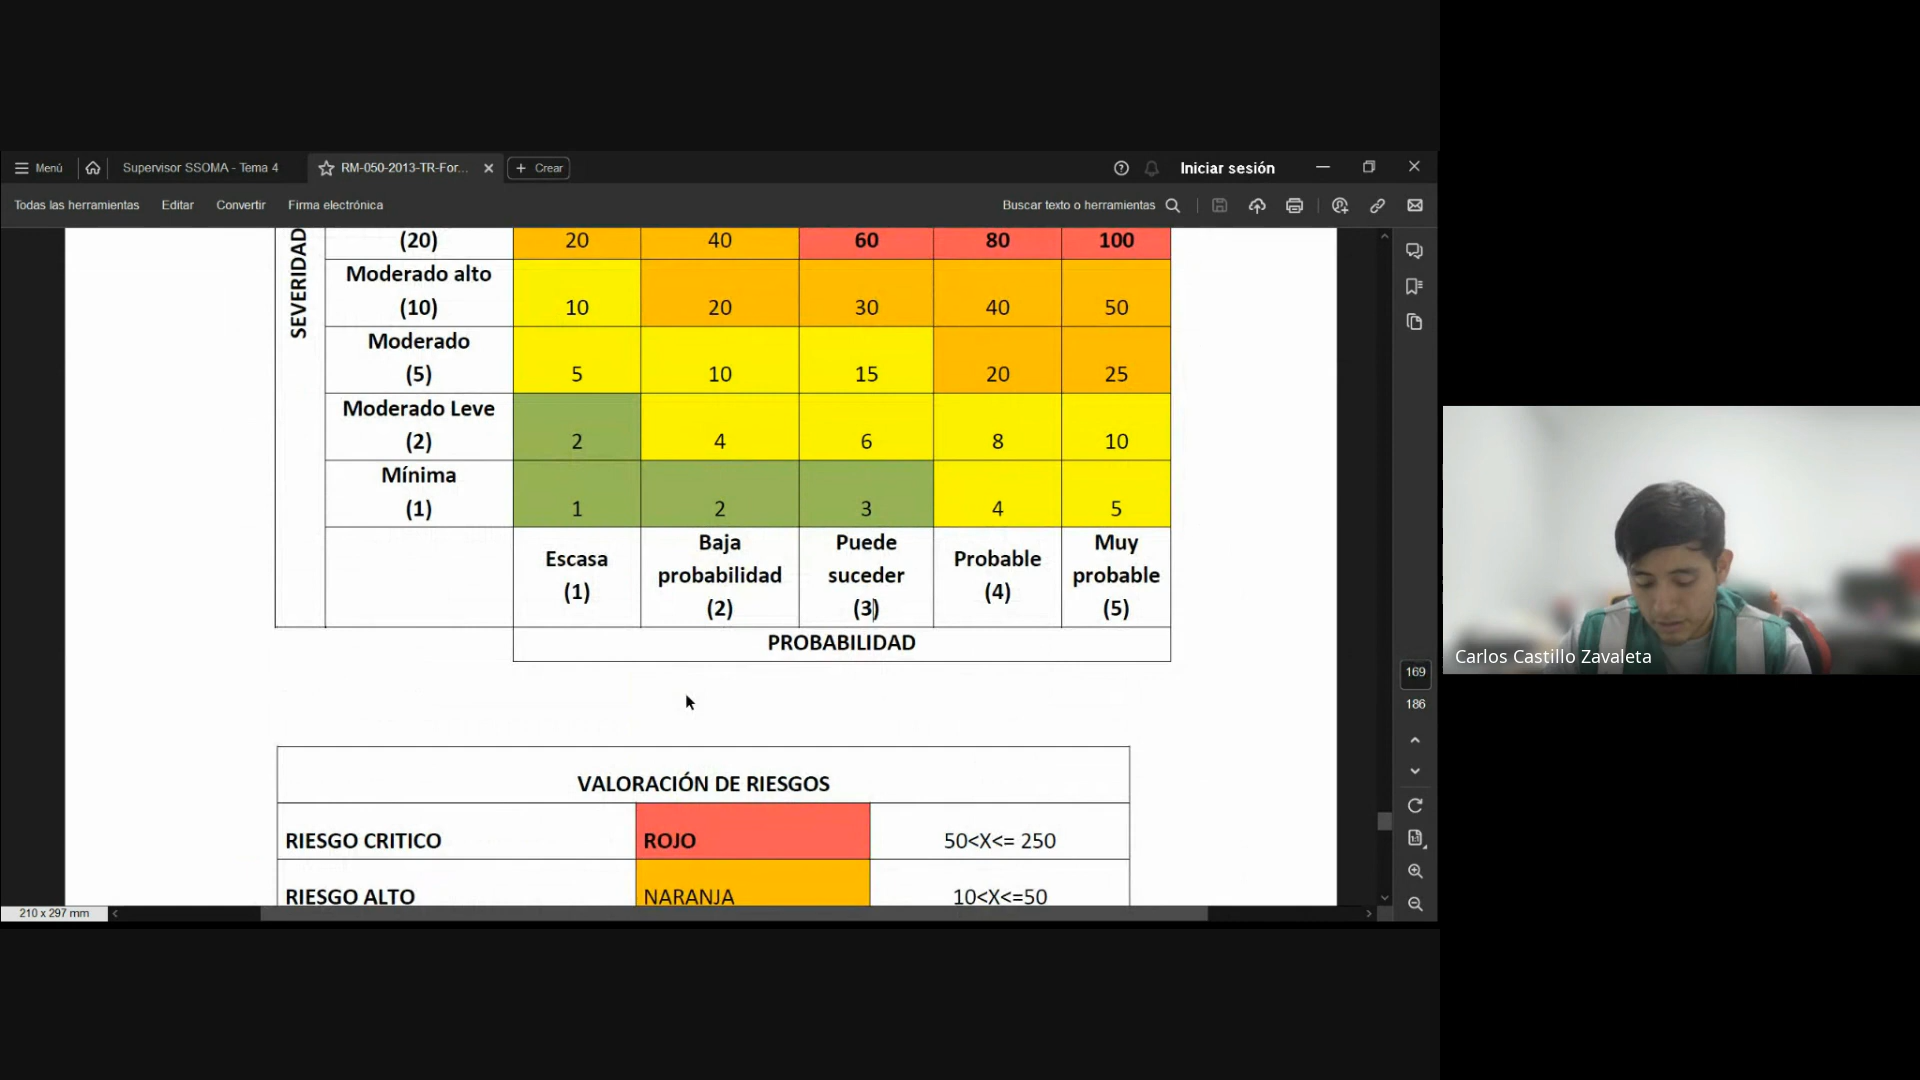 Menú
Supervisor SSOMA - Tema 4
RM-050-2013-TR-For...
Crear
Iniciar sesión
Todas las herramientas
Editar
Convertir
Firma electrónica
Buscar texto o herramientas
SEVERIDAD
(20) 20 40 60 80 100
Moderado alto
(10) 10 20 30 40 50
Moderado
(5) 5 10 15 20 25
Moderado Leve
(2) 2 4 6 8 10
Mínima
(1) 1 2 3 4 5
Escasa
(1)
Baja
probabilidad
(2)
Puede
suceder
(3)
Probable
(4)
Muy
probable
(5)
PROBABILIDAD
VALORACIÓN DE RIESGOS
RIESGO CRITICO ROJO 50<X<= 250
RIESGO ALTO NARANJA 10<X<=50
210 x 297 mm
169
186
Carlos Castillo Zavaleta